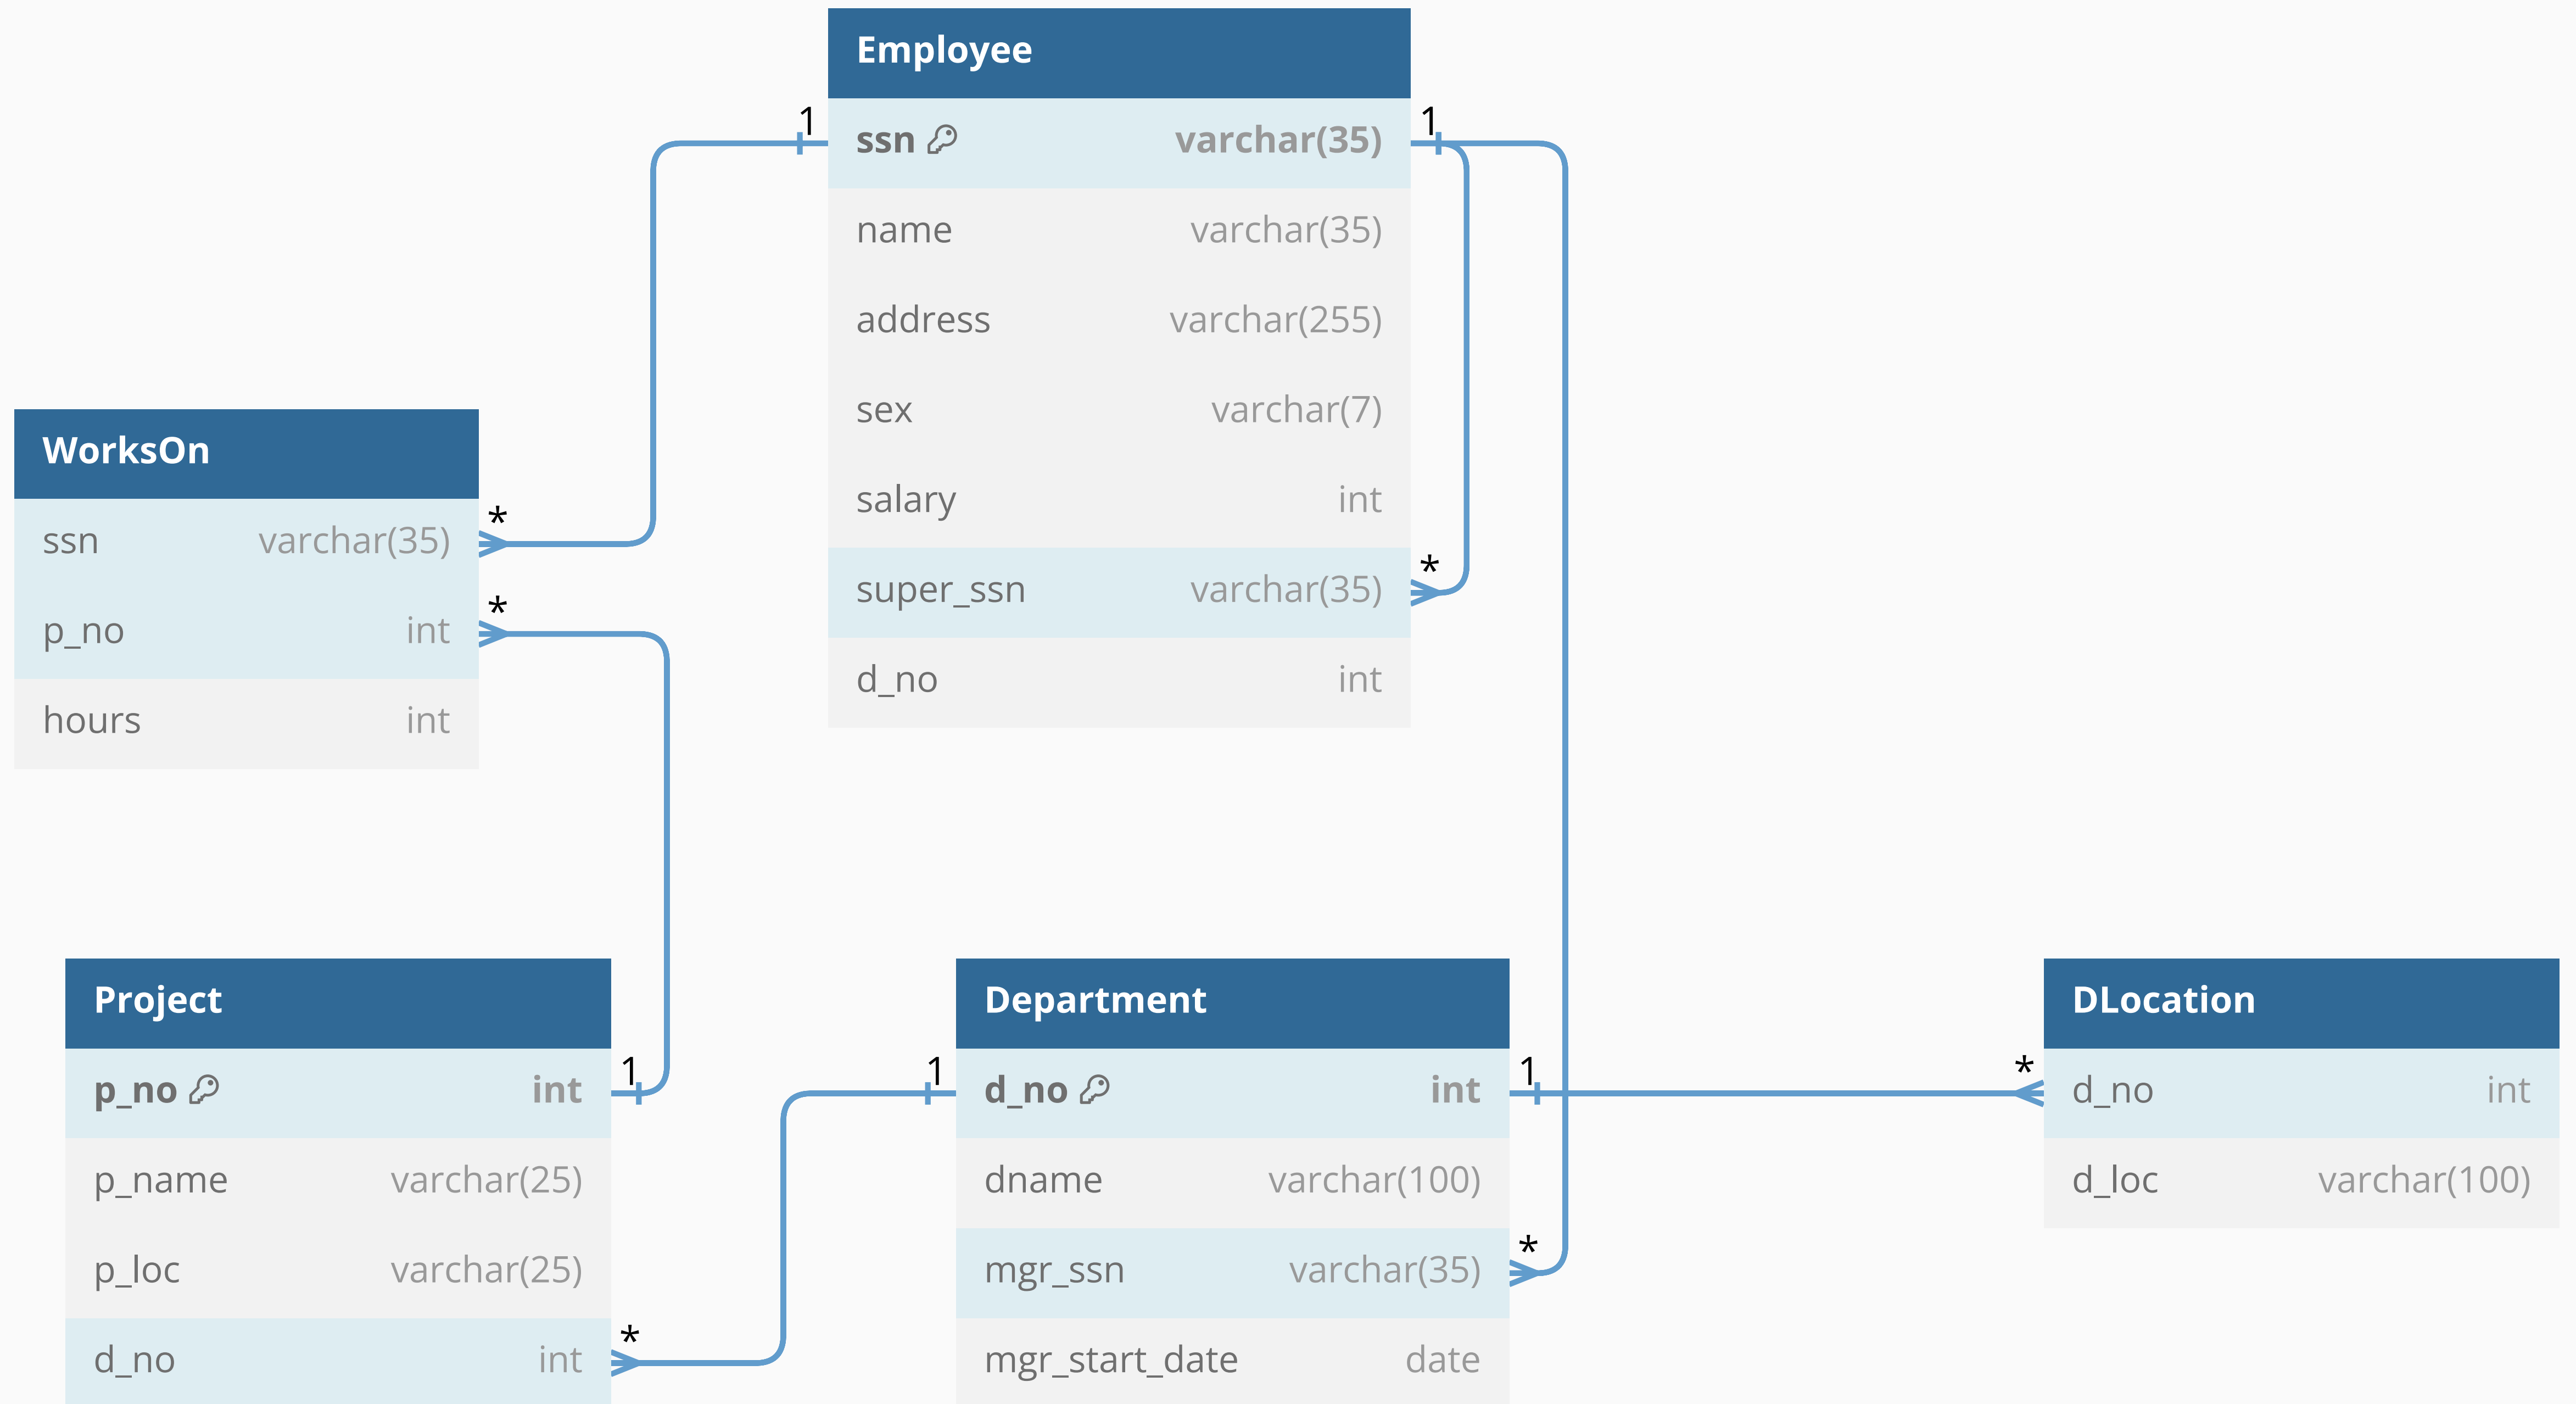 Employee
1
1
ssn varchar(35)
name varchar(35)
address varchar(255)
sex varchar(7)
salary int
*
super_ssn varchar(35)
d_no int
WorksOn
*
ssn varchar(35)
*
p_no int
hours int
Project
1
p_no int
p_name varchar(25)
p_loc varchar(25)
*
d_no int
Department
1
1
d_no int
dname varchar(100)
*
mgr_ssn varchar(35)
mgr_start_date date
DLocation
*
d_no int
d_loc varchar(100)